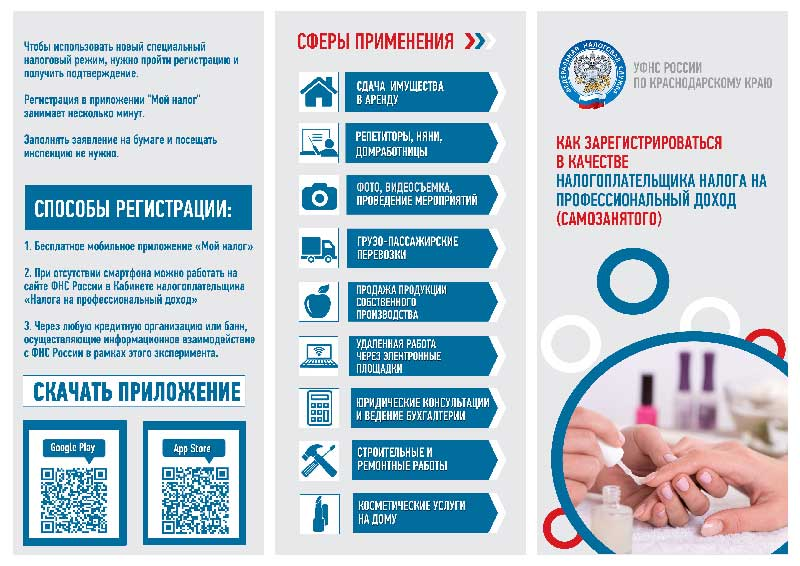 Чтобы использовать новый специальный
налоговый режим, нужно пройти регистрацию и
получить подтверждение.
Регистрация в приложении "Мой налог"
занимает несколько минут.
Заполнять заявление на бумаге и посещать
инспекцию не нужно.
СПОСОБЫ РЕГИСТРАЦИИ:
1. Бесплатное мобильное приложение «Мой налог»
2. При отсутствии смартфона можно работать на
сайте ФНС России в Кабинете налогоплательщика
«Налога на профессиональный доход»
3. Через любую кредитную организацию или банн,
осуществляющие информационное взаимодействие
с ФНС России в рамках этого эксперимента.
СКАЧАТЬ ПРИЛОЖЕНИЕ
Google Play
App Store
СФЕРЫ ПРИМЕНЕНИЯ
СДАЧА ИМУЩЕСТВА
В АРЕНДУ
РЕПЕТИТОРЫ, НЯНИ,
ДОМРАБОТНИЦЫ
ФОТО, ВИДЕОСЪЕМКА,
ПРОВЕДЕНИЕ МЕРОПРИЯТИЙ
ГРУЗО-ПАССАЖИРСКИЕ
ПЕРЕВОЗКИ
ПРОДАЖА ПРОДУКЦИИ
СОБСТВЕННОГО
ПРОИЗВОДСТВА
УДАЛЕННАЯ РАБОТА
ЧЕРЕЗ ЭЛЕНТРОННЫЕ
ПЛОЩАДКИ
ЮРИДИЧЕСКИЕ КОНСУЛЬТАЦИИ
И ВЕДЕНИЕ БУХГАЛТЕРИИ
СТРОИТЕЛЬНЫЕ И
РЕМОНТНЫЕ РАБОТЫ
КОСМЕТИЧЕСКИЕ УСЛУГИ
НА ДОМУ
ФЕДЕРАЛЬНАЯ НАЛОГОВАЯ СЛУЖБА
УФНС РОССИИ
ПО КРАСНОДАРСКОМУ КРАЮ
КАК ЗАРЕГИСТРИРОВАТЬСЯ
В КАЧЕСТВЕ
НАЛОГОПЛАТЕЛЬЩИКА НАЛОГА НА
ПРОФЕССИОНАЛЬНЫЙ ДОХОД
(САМОЗАНЯТОГО)